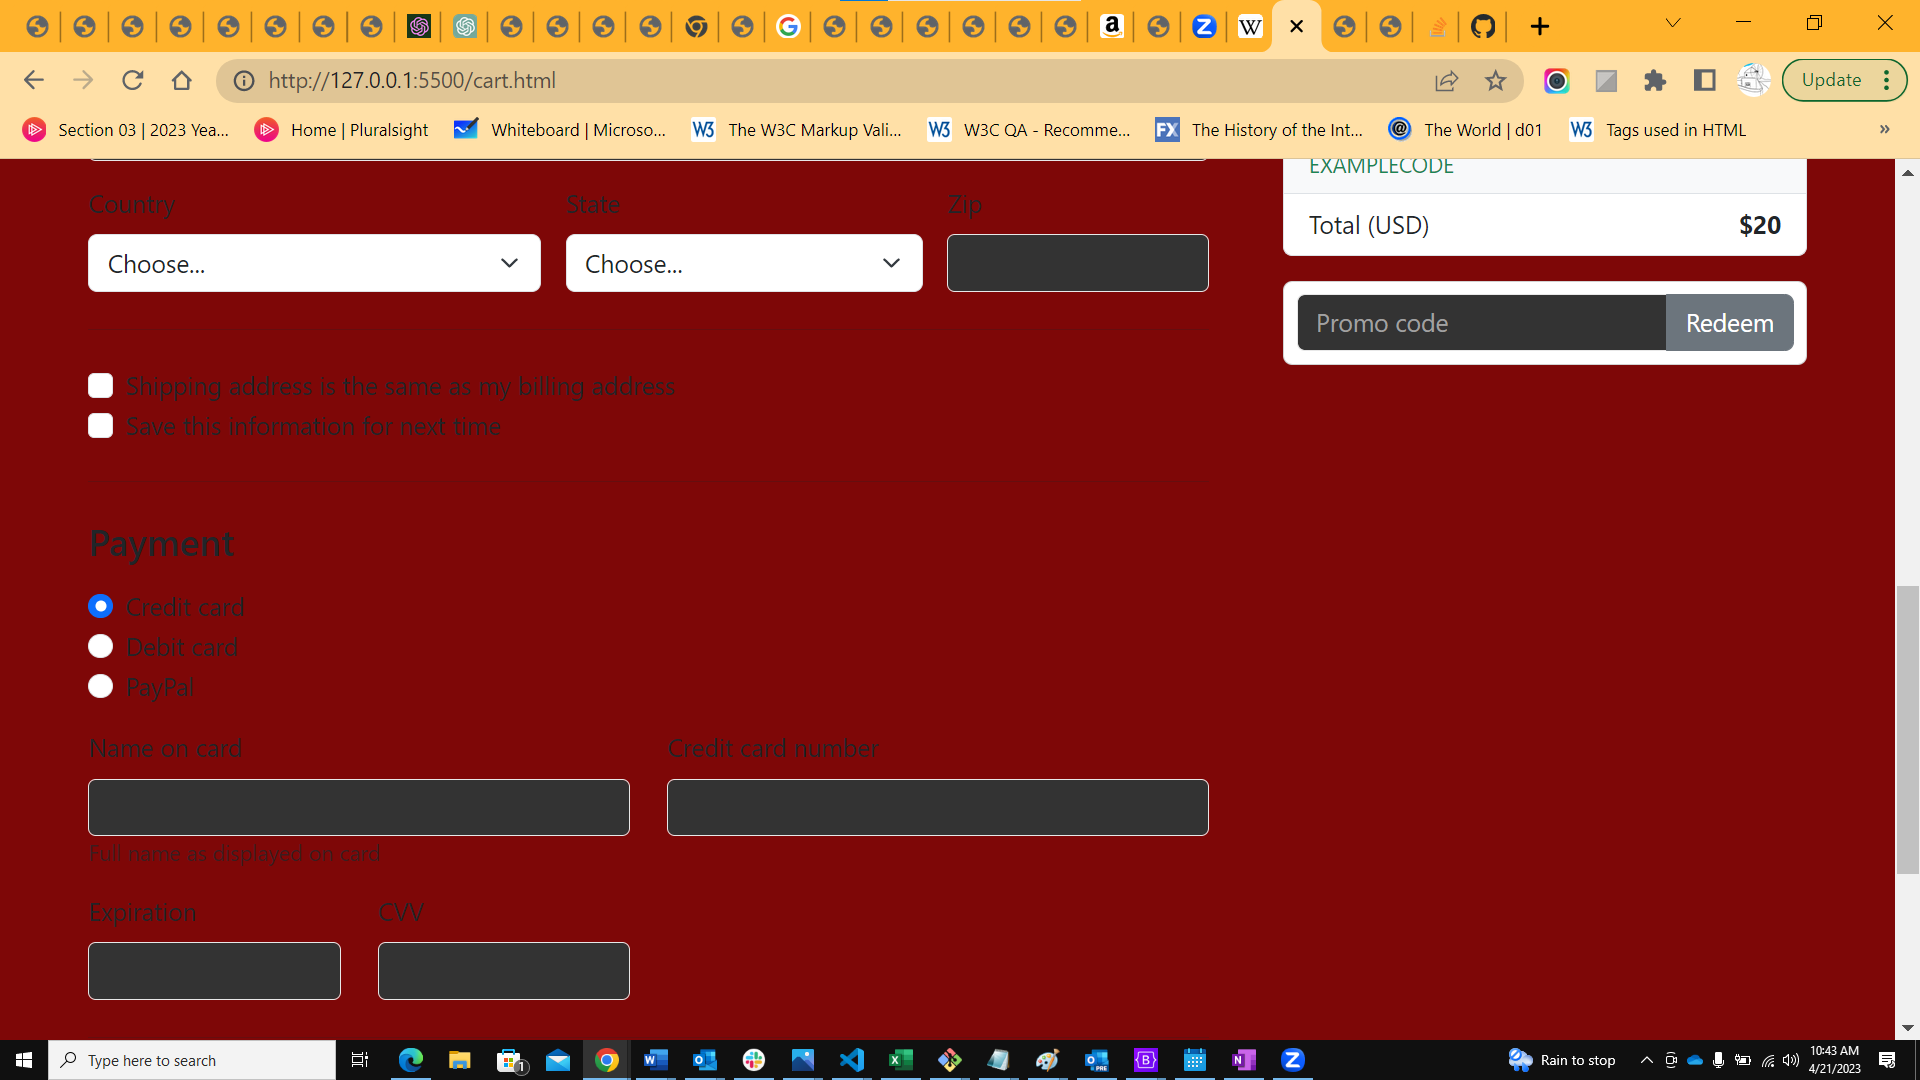 http://127.0.0.1:5500/cart.html
Update
Section 03 | 2023 Yea...
Home | Pluralsight
Whiteboard | Microso...
The W3C Markup Vali...
W3C QA - Recomme...
The History of the Int...
The World | d01
Tags used in HTML
»
EXAMPLECODE
Country
State
Zip
Total (USD) $20
Choose...
Choose...
Promo code
Redeem
Shipping address is the same as my billing address
Save this information for next time
Payment
Credit card
Debit card
PayPal
Name on card
Credit card number
Full name as displayed on card
Expiration
CVV
Type here to search
Rain to stop
10:43 AM
4/21/2023